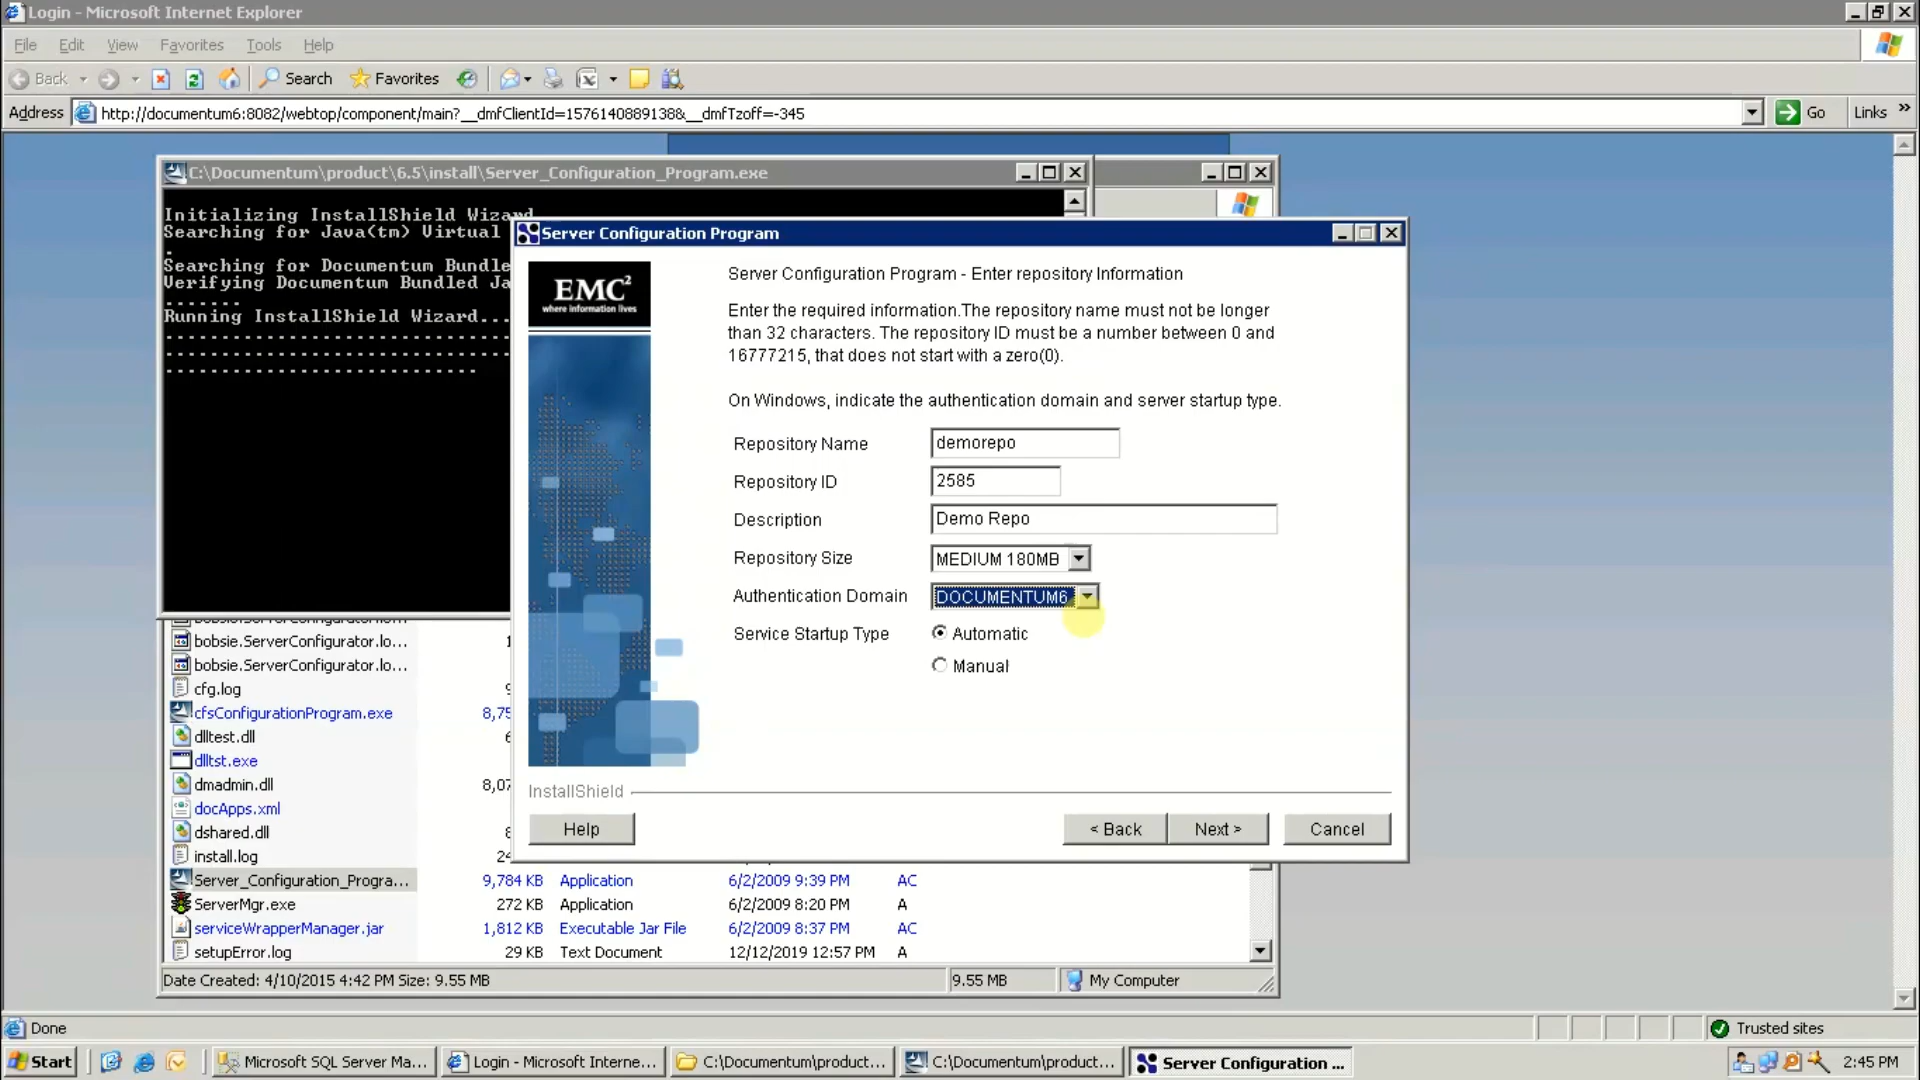 Login - Microsoft Internet Explorer
File Edit View Favorites Tools Help
Back Search Favorites
Address http://documentum6:8082/webtop/component/main?__dmfClientId=1576140889138&__dmfTzoff=-345 Go Links »
C:\Documentum\product\6.5\install\Server_Configuration_Program.exe
Initializing InstallShield Wizard
Searching for Java(tm) Virtual
.
Searching for Documentum Bundle
Verifying Documentum Bundled Ja
.......
Running InstallShield Wizard...
Server Configuration Program
EMC²
where information lives
Server Configuration Program - Enter repository Information
Enter the required information.The repository name must not be longer
than 32 characters. The repository ID must be a number between 0 and
16777215, that does not start with a zero(0).
On Windows, indicate the authentication domain and server startup type.
Repository Name demorepo
Repository ID 2585
Description Demo Repo
Repository Size MEDIUM 180MB
Authentication Domain DOCUMENTUM6
Service Startup Type Automatic
Manual
InstallShield
Help < Back Next > Cancel
bobsie.ServerConfigurator.lo...
bobsie.ServerConfigurator.lo...
cfg.log
cfsConfigurationProgram.exe 8,75
dlltest.dll
dlltst.exe
dmadmin.dll 8,07
docApps.xml
dshared.dll
install.log 24
Server_Configuration_Progra... 9,784 KB Application 6/2/2009 9:39 PM AC
ServerMgr.exe 272 KB Application 6/2/2009 8:20 PM A
serviceWrapperManager.jar 1,812 KB Executable Jar File 6/2/2009 8:37 PM AC
setupError.log 29 KB Text Document 12/12/2019 12:57 PM A
Date Created: 4/10/2015 4:42 PM Size: 9.55 MB 9.55 MB My Computer
Done Trusted sites
Start Microsoft SQL Server Ma... Login - Microsoft Interne... C:\Documentum\product... C:\Documentum\product... Server Configuration ... 2:45 PM